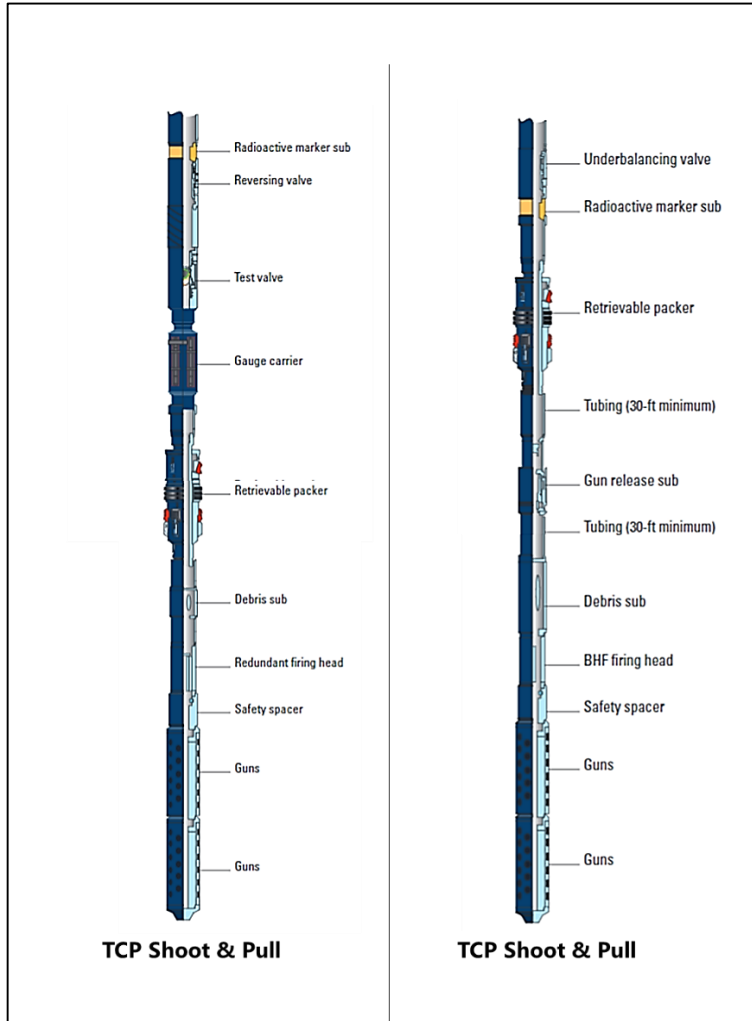 Radioactive marker sub
Reversing valve
Test valve
Gauge carrier
Retrievable packer
Debris sub
Redundant firing head
Safety spacer
Guns
Guns
TCP Shoot & Pull
Underbalancing valve
Radioactive marker sub
Retrievable packer
Tubing (30-ft minimum)
Gun release sub
Tubing (30-ft minimum)
Debris sub
BHF firing head
Safety spacer
Guns
Guns
TCP Shoot & Pull